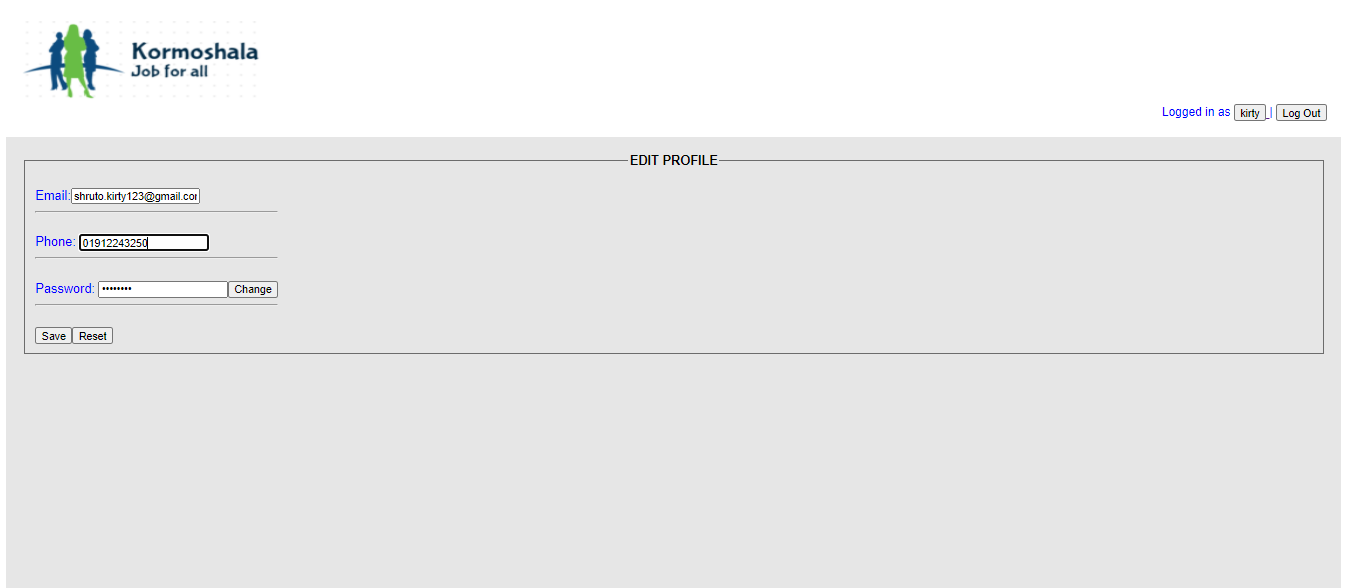 Kormoshala
Job for all
Logged in as kirty | Log Out
EDIT PROFILE
Email: shruto.kirty123@gmail.cor
Phone: 01912243250
Password: •••••••• Change
Save Reset